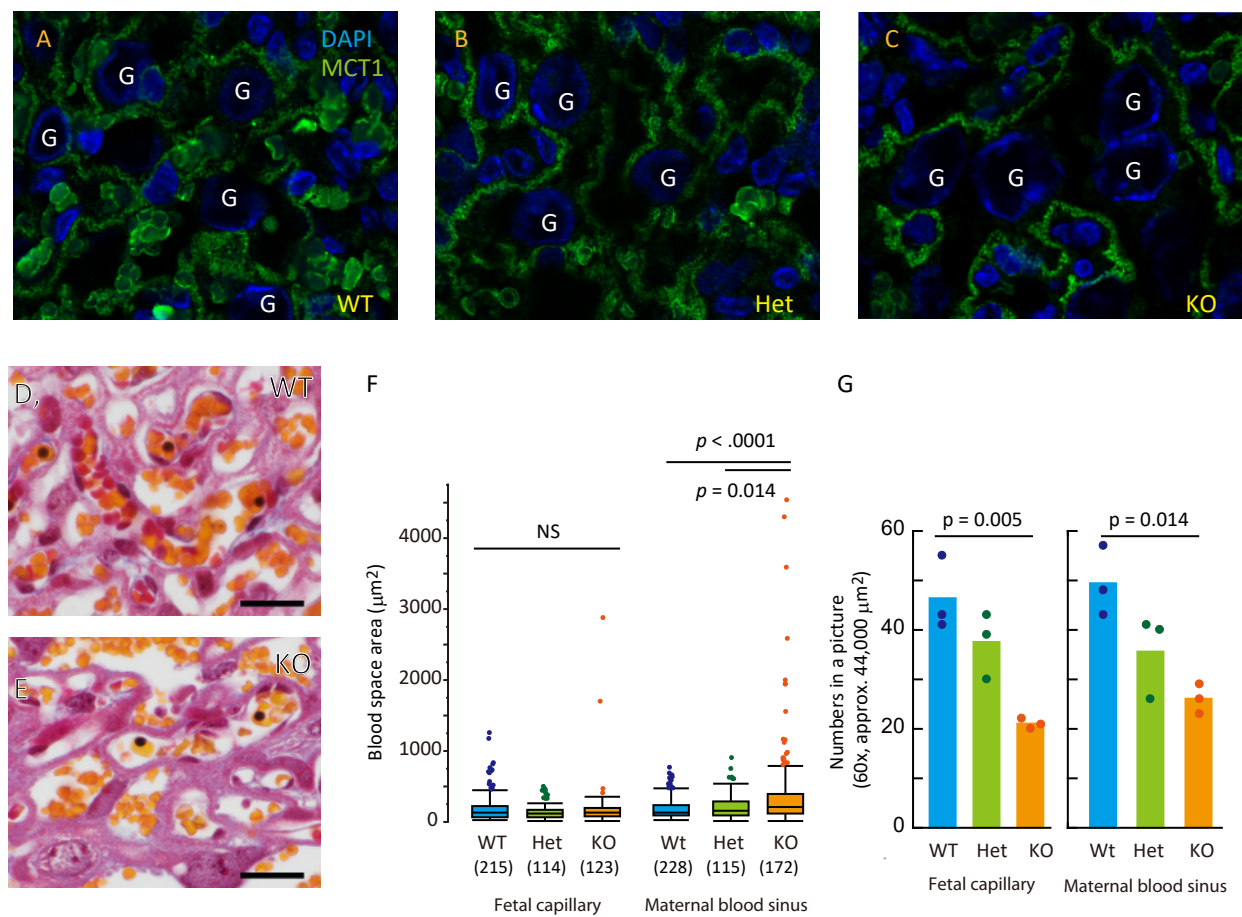 A
DAPI
MCT1
G
G
G
G
G
WT
B
G
G
G
G
Het
C
G
G
G
G
KO
D,
WT
E
KO
F
p < .0001
p = 0.014
NS
Blood space area (μm2)
4000
3000
2000
1000
0
WT Het KO Wt Het KO
(215) (114) (123) (228) (115) (172)
Fetal capillary Maternal blood sinus
G
p = 0.005 p = 0.014
Numbers in a picture
(60x, approx. 44,000 μm2)
60
40
20
0
WT Het KO Wt Het KO
Fetal capillary Maternal blood sinus